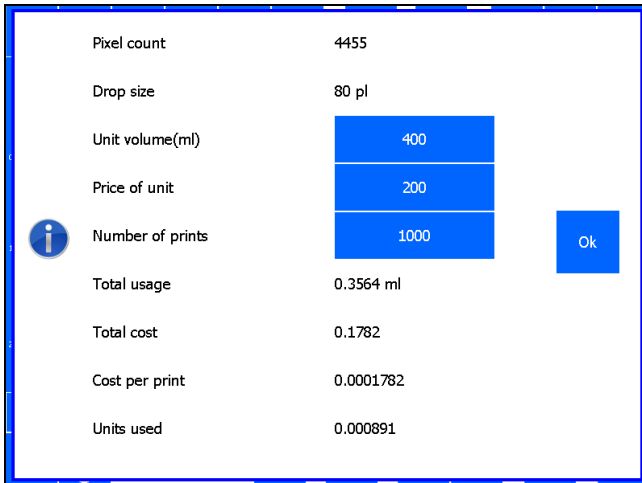 Pixel count 4455
Drop size 80 pl
Unit volume(ml) 400
Price of unit 200
Number of prints 1000
Ok
Total usage 0.3564 ml
Total cost 0.1782
Cost per print 0.0001782
Units used 0.000891